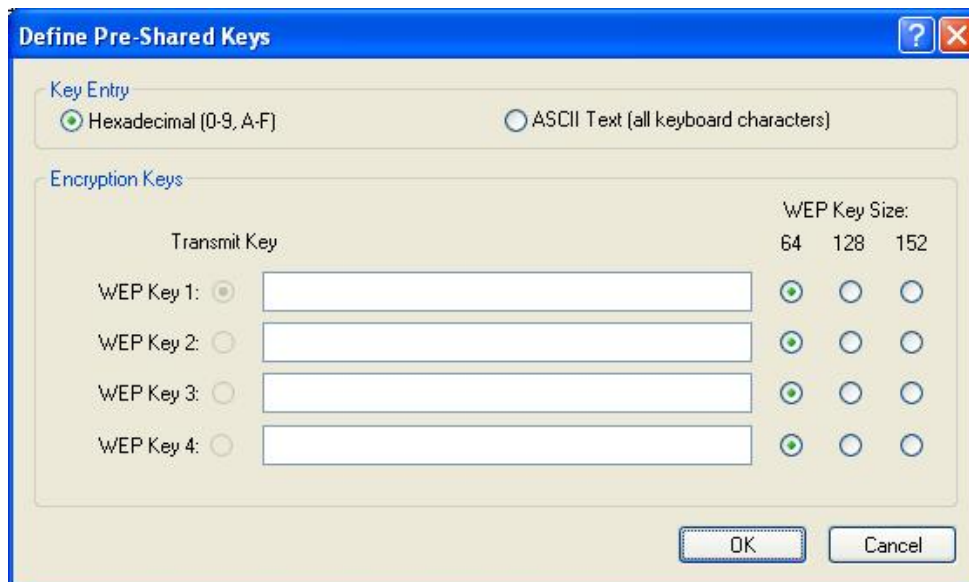 Define Pre-Shared Keys
?
Key Entry
Hexadecimal (0-9, A-F)
ASCII Text (all keyboard characters)
Encryption Keys
WEP Key Size:
Transmit Key
64 128 152
WEP Key 1:
WEP Key 2:
WEP Key 3:
WEP Key 4:
OK
Cancel